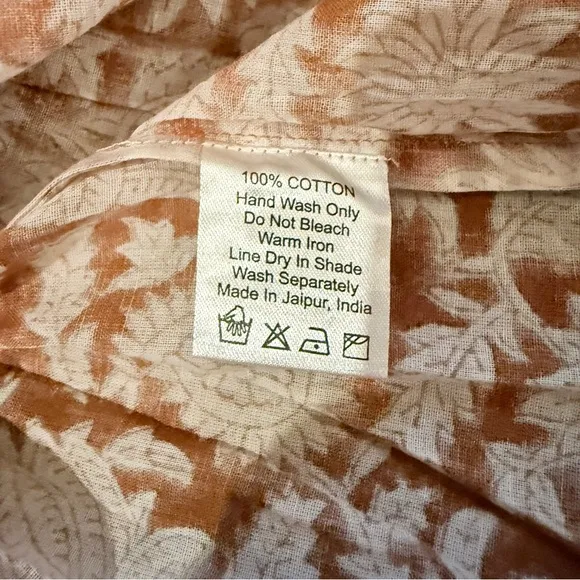 100% COTTON
Hand Wash Only
Do Not Bleach
Warm Iron
Line Dry In Shade
Wash Separately
Made In Jaipur, India